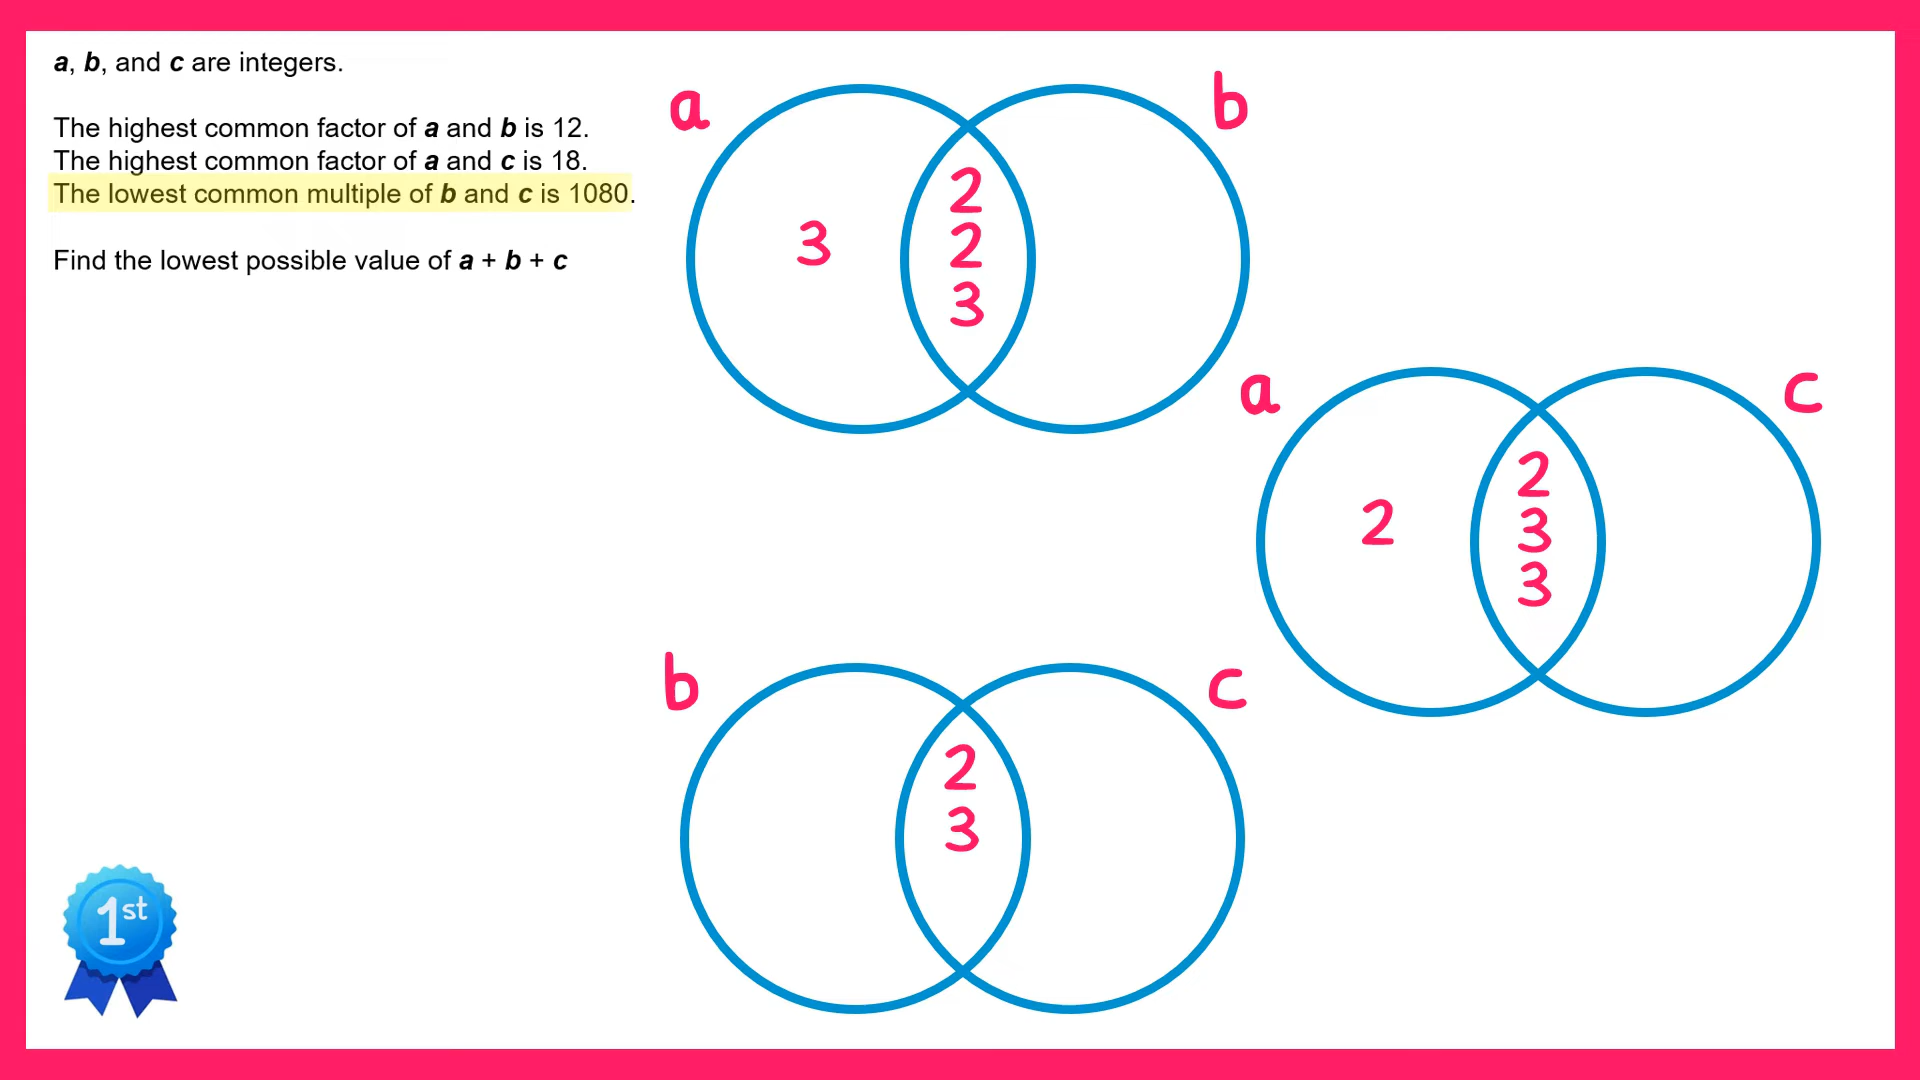 a, b, and c are integers.
The highest common factor of a and b is 12.
The highest common factor of a and c is 18.
The lowest common multiple of b and c is 1080.
Find the lowest possible value of a + b + c
a
b
3
2
2
3
a
c
2
2
3
3
b
c
2
3
1st